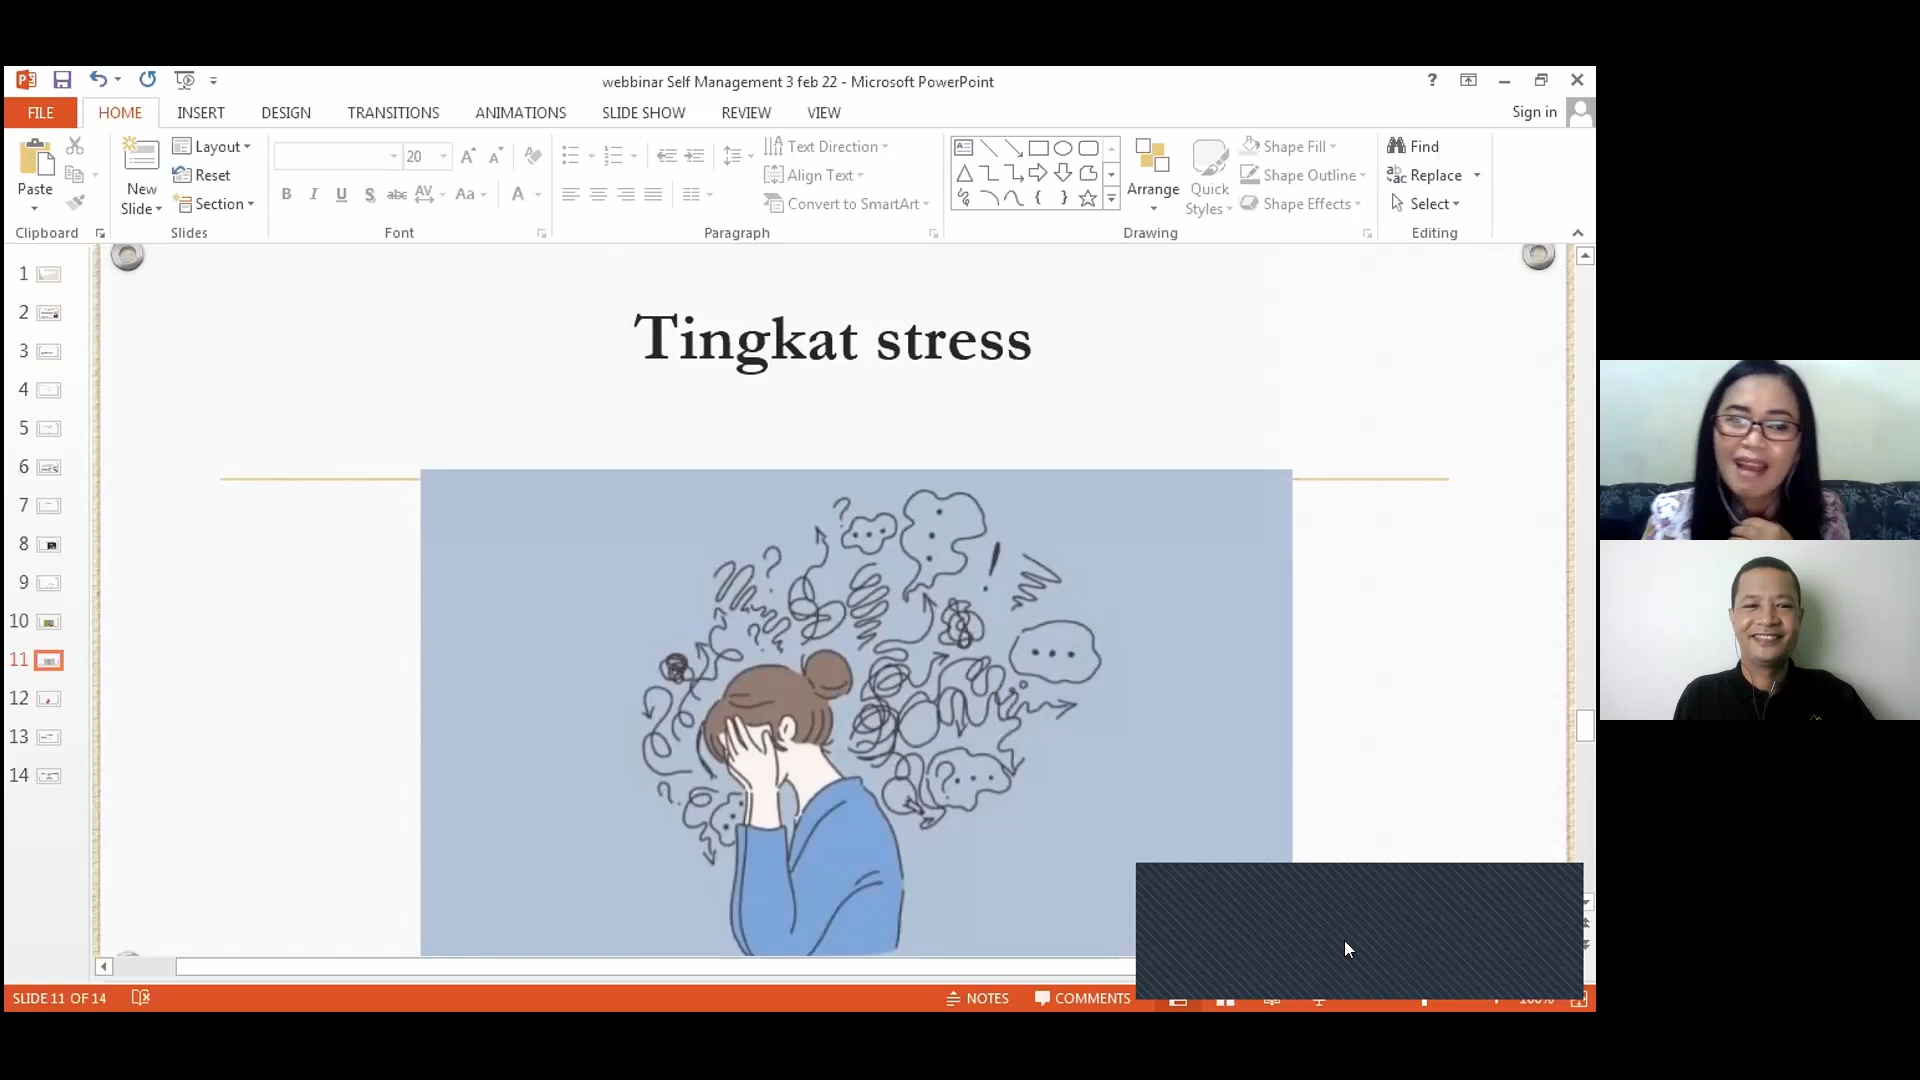 webbinar Self Management 3 feb 22 - Microsoft PowerPoint
FILE HOME INSERT DESIGN TRANSITIONS ANIMATIONS SLIDE SHOW REVIEW VIEW Sign in
Paste
New Slide
Layout
Reset
Section
20
B I U S abc AV Aa A
Text Direction
Align Text
Convert to SmartArt
Arrange
Quick Styles
Shape Fill
Shape Outline
Shape Effects
Find
Replace
Select
Clipboard Slides Font Paragraph Drawing Editing
1
2
3
4
5
6
7
8
9
10
11
12
13
14
Tingkat stress
SLIDE 11 OF 14 NOTES COMMENTS